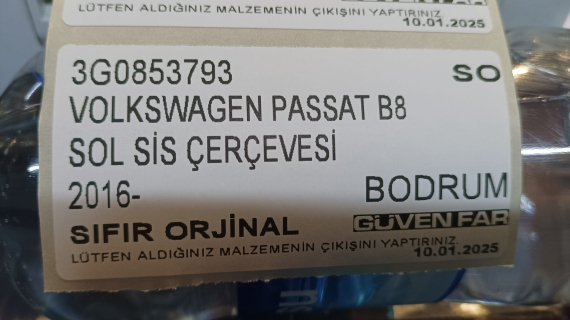 LÜTFEN ALDIĞINIZ MALZEMENİN ÇIKIŞINI YAPTIRINIZ.
10.01.2025
3G0853793 SO
VOLKSWAGEN PASSAT B8
SOL SİS ÇERÇEVESİ
2016- BODRUM
SIFIR ORJİNAL GÜVEN FAR
LÜTFEN ALDIĞINIZ MALZEMENİN ÇIKIŞINI YAPTIRINIZ.
10.01.2025